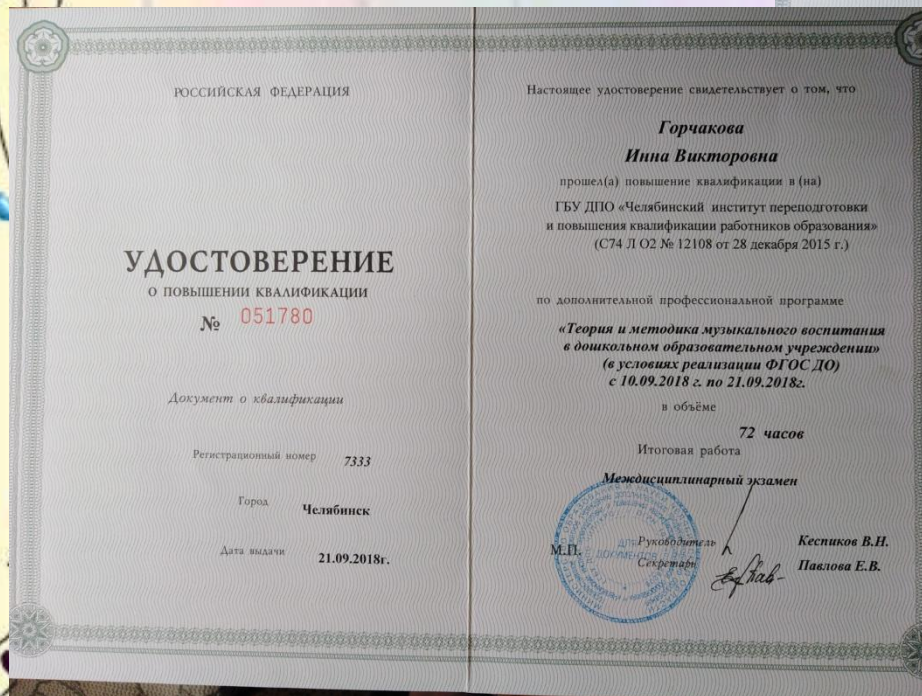 РОССИЙСКАЯ ФЕДЕРАЦИЯ
УДОСТОВЕРЕНИЕ
О ПОВЫШЕНИИ КВАЛИФИКАЦИИ
№ 051780
Документ о квалификации
Регистрационный номер 7333
Город Челябинск
Дата выдачи 21.09.2018г.
Настоящее удостоверение свидетельствует о том, что
Горчакова
Инна Викторовна
прошел(а) повышение квалификации в (на)
ГБУ ДПО «Челябинский институт переподготовки
и повышения квалификации работников образования»
(С74 Л О2 № 12108 от 28 декабря 2015 г.)
по дополнительной профессиональной программе
«Теория и методика музыкального воспитания
в дошкольном образовательном учреждении»
(в условиях реализации ФГОС ДО)
с 10.09.2018 г. по 21.09.2018г.
в объёме
72 часов
Итоговая работа
Междисциплинарный экзамен
М.П.
Руководитель Кеспиков В.Н.
Секретарь Павлова Е.В.
ДЛЯ
ДОКУМЕНТОВ